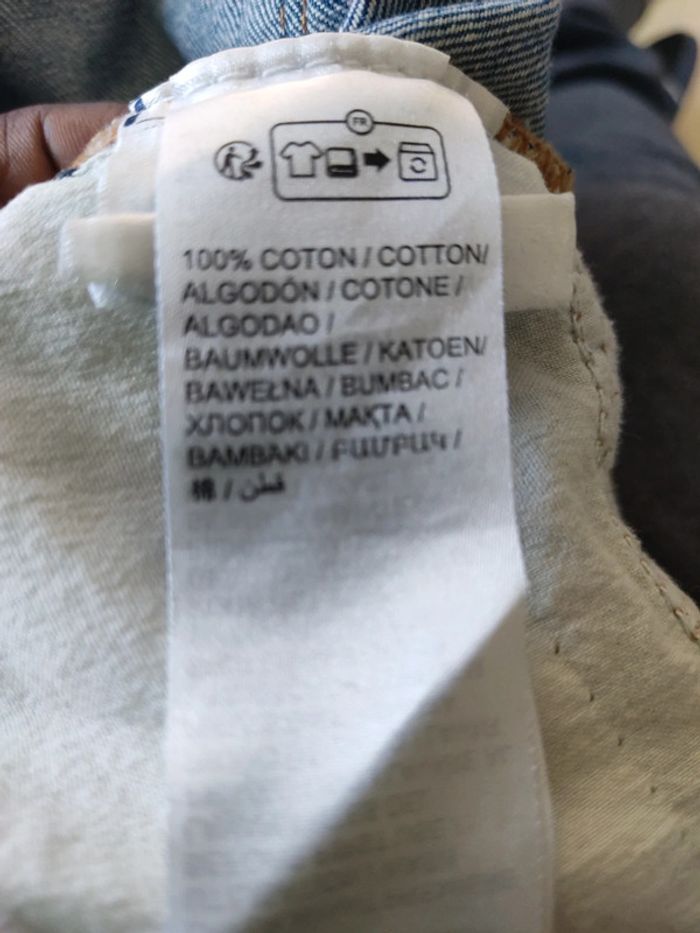 FR
100% COTON / COTTON/
ALGODÓN / COTONE /
ALGODAO /
BAUMWOLLE / KATOEN/
BAWEŁNA / BUMBAC /
ХЛОПОК / МАҚТА /
BAMBAKI / ԲԱՄԲԱԿ /
棉 / قطن